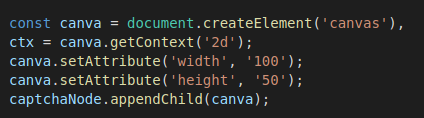 const canva = document.createElement('canvas'),
ctx = canva.getContext('2d');
canva.setAttribute('width', '100');
canva.setAttribute('height', '50');
captchaNode.appendChild(canva);